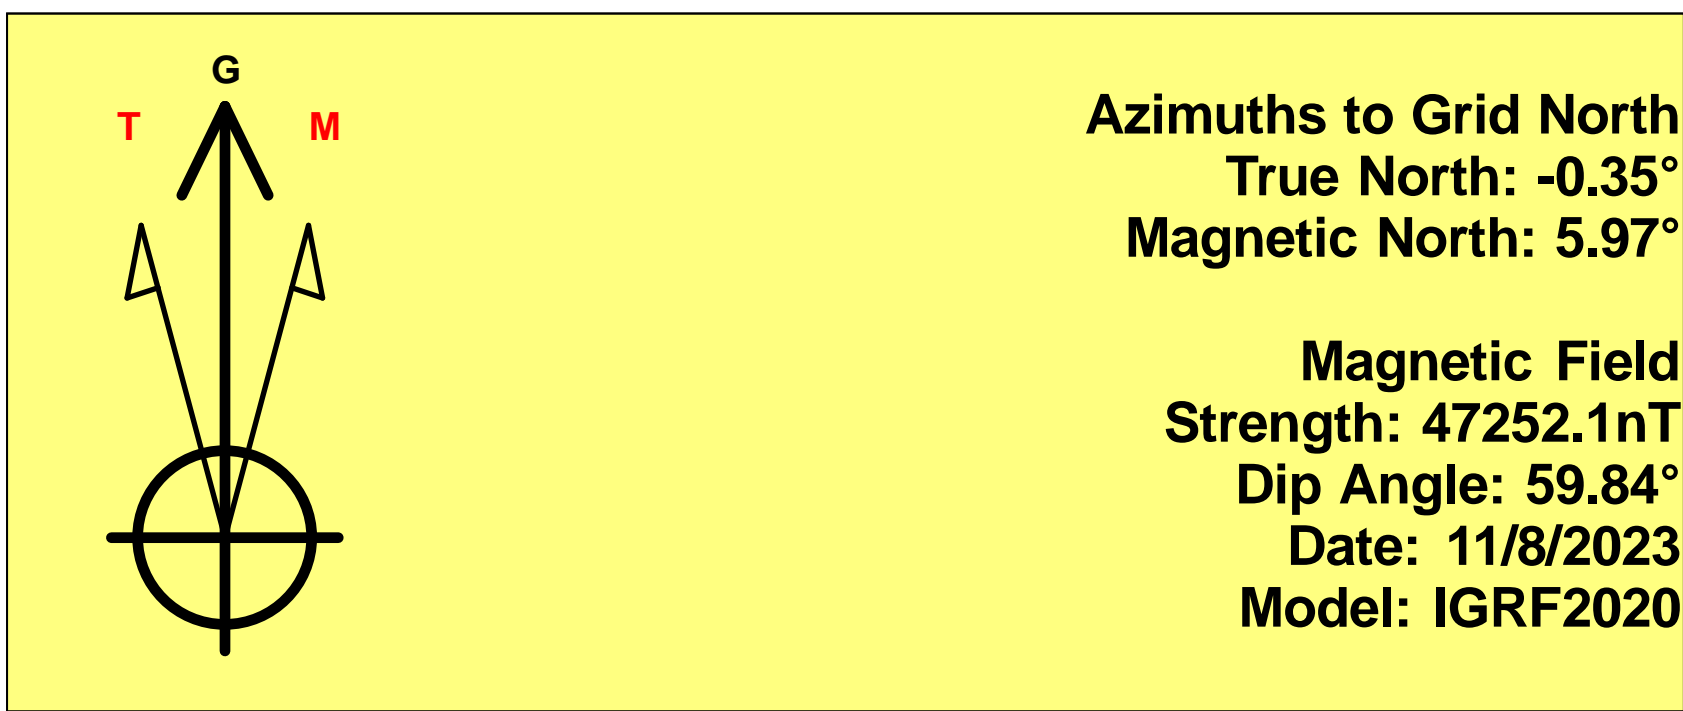 G
T M
Azimuths to Grid North
True North: -0.35°
Magnetic North: 5.97°
Magnetic Field
Strength: 47252.1nT
Dip Angle: 59.84°
Date: 11/8/2023
Model: IGRF2020